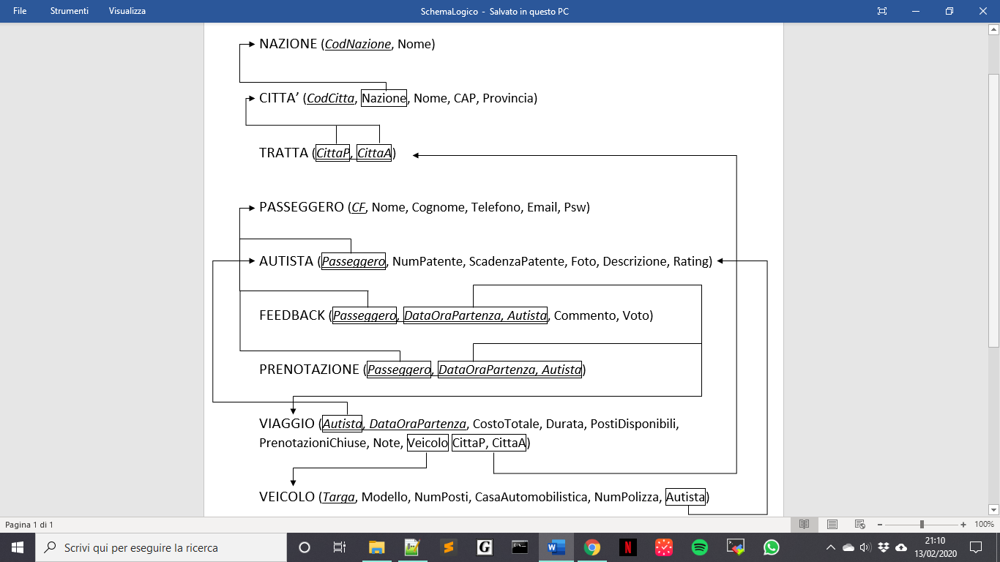 File Strumenti Visualizza SchemaLogico - Salvato in questo PC
NAZIONE (CodNazione, Nome)
CITTA’ (CodCitta, Nazione, Nome, CAP, Provincia)
TRATTA (CittaP, CittaA)
PASSEGGERO (CF, Nome, Cognome, Telefono, Email, Psw)
AUTISTA (Passeggero, NumPatente, ScadenzaPatente, Foto, Descrizione, Rating)
FEEDBACK (Passeggero, DataOraPartenza, Autista, Commento, Voto)
PRENOTAZIONE (Passeggero, DataOraPartenza, Autista)
VIAGGIO (Autista, DataOraPartenza, CostoTotale, Durata, PostiDisponibili,
PrenotazioniChiuse, Note, Veicolo CittaP, CittaA)
VEICOLO (Targa, Modello, NumPosti, CasaAutomobilistica, NumPolizza, Autista)
Pagina 1 di 1 100%
Scrivi qui per eseguire la ricerca
21:10
13/02/2020